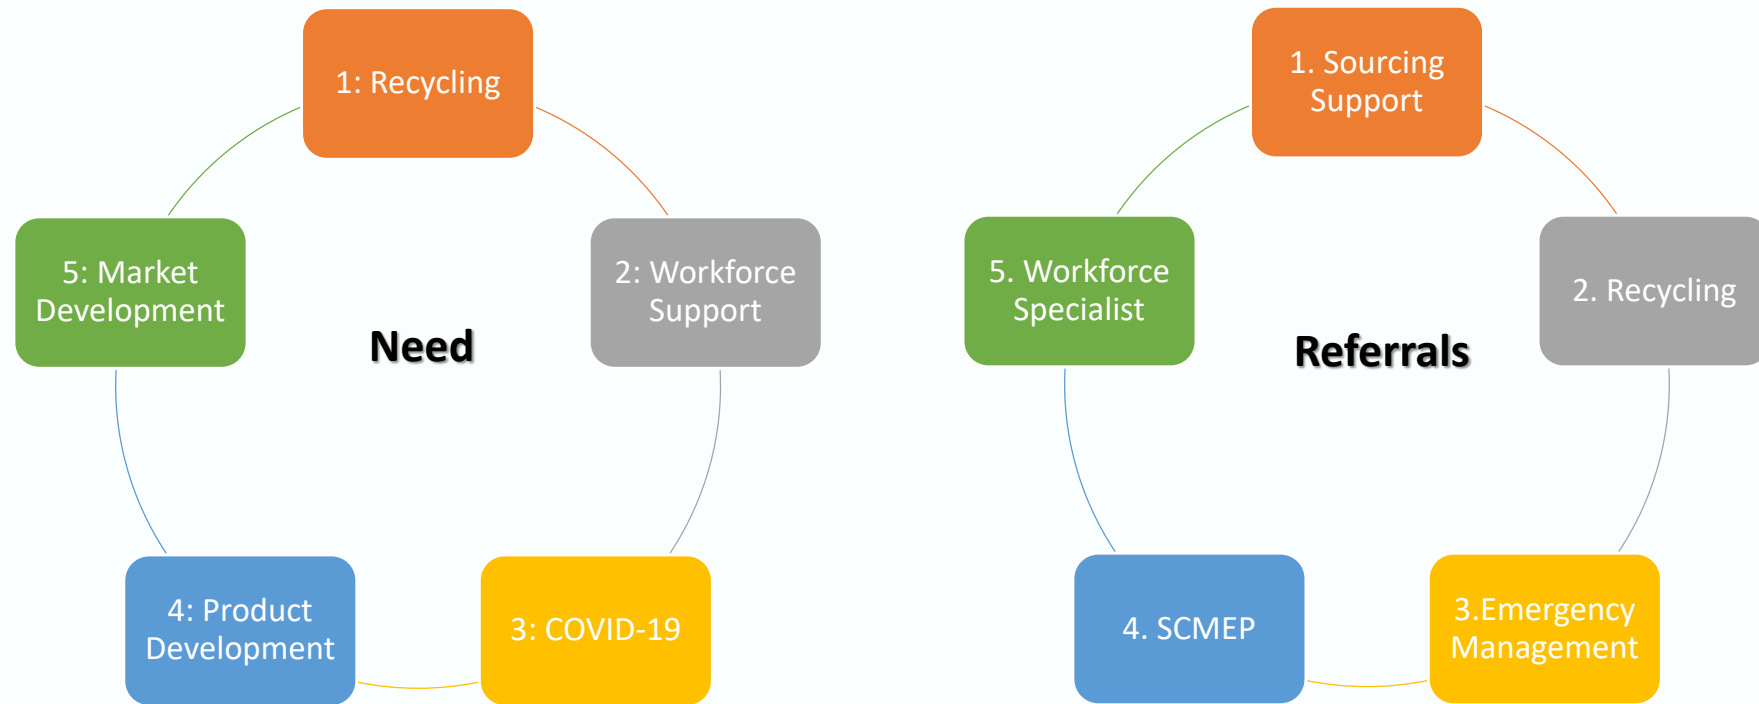 1: Recycling
2: Workforce
Support
3: COVID-19
4: Product
Development
5: Market
Development
Need
1. Sourcing
Support
2. Recycling
3.Emergency
Management
4. SCMEP
5. Workforce
Specialist
Referrals